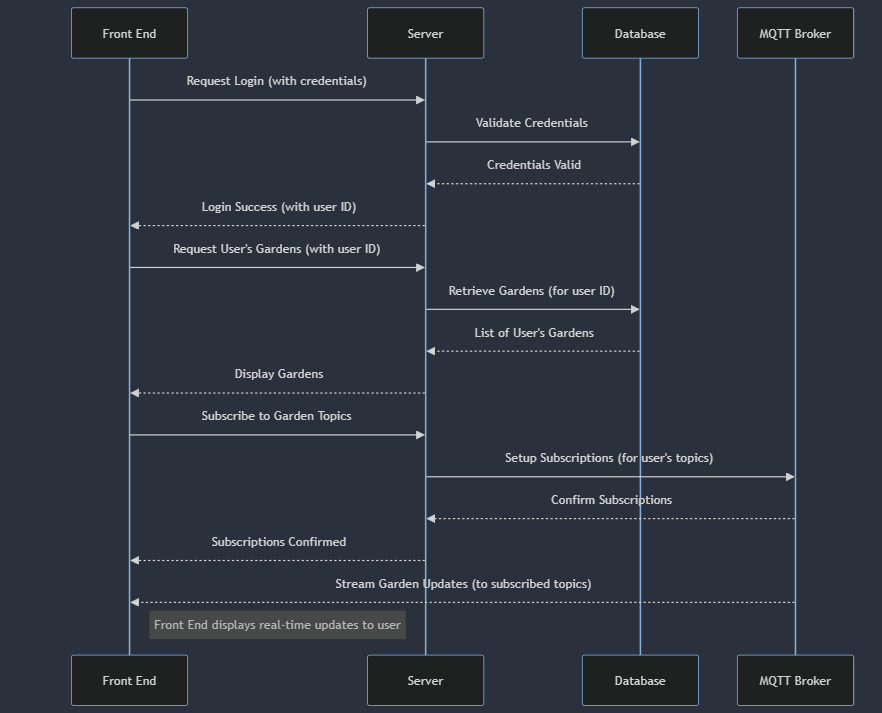 Front End
Server
Database
MQTT Broker
Request Login (with credentials)
Validate Credentials
Credentials Valid
Login Success (with user ID)
Request User's Gardens (with user ID)
Retrieve Gardens (for user ID)
List of User's Gardens
Display Gardens
Subscribe to Garden Topics
Setup Subscriptions (for user's topics)
Confirm Subscriptions
Subscriptions Confirmed
Stream Garden Updates (to subscribed topics)
Front End displays real-time updates to user
Front End
Server
Database
MQTT Broker